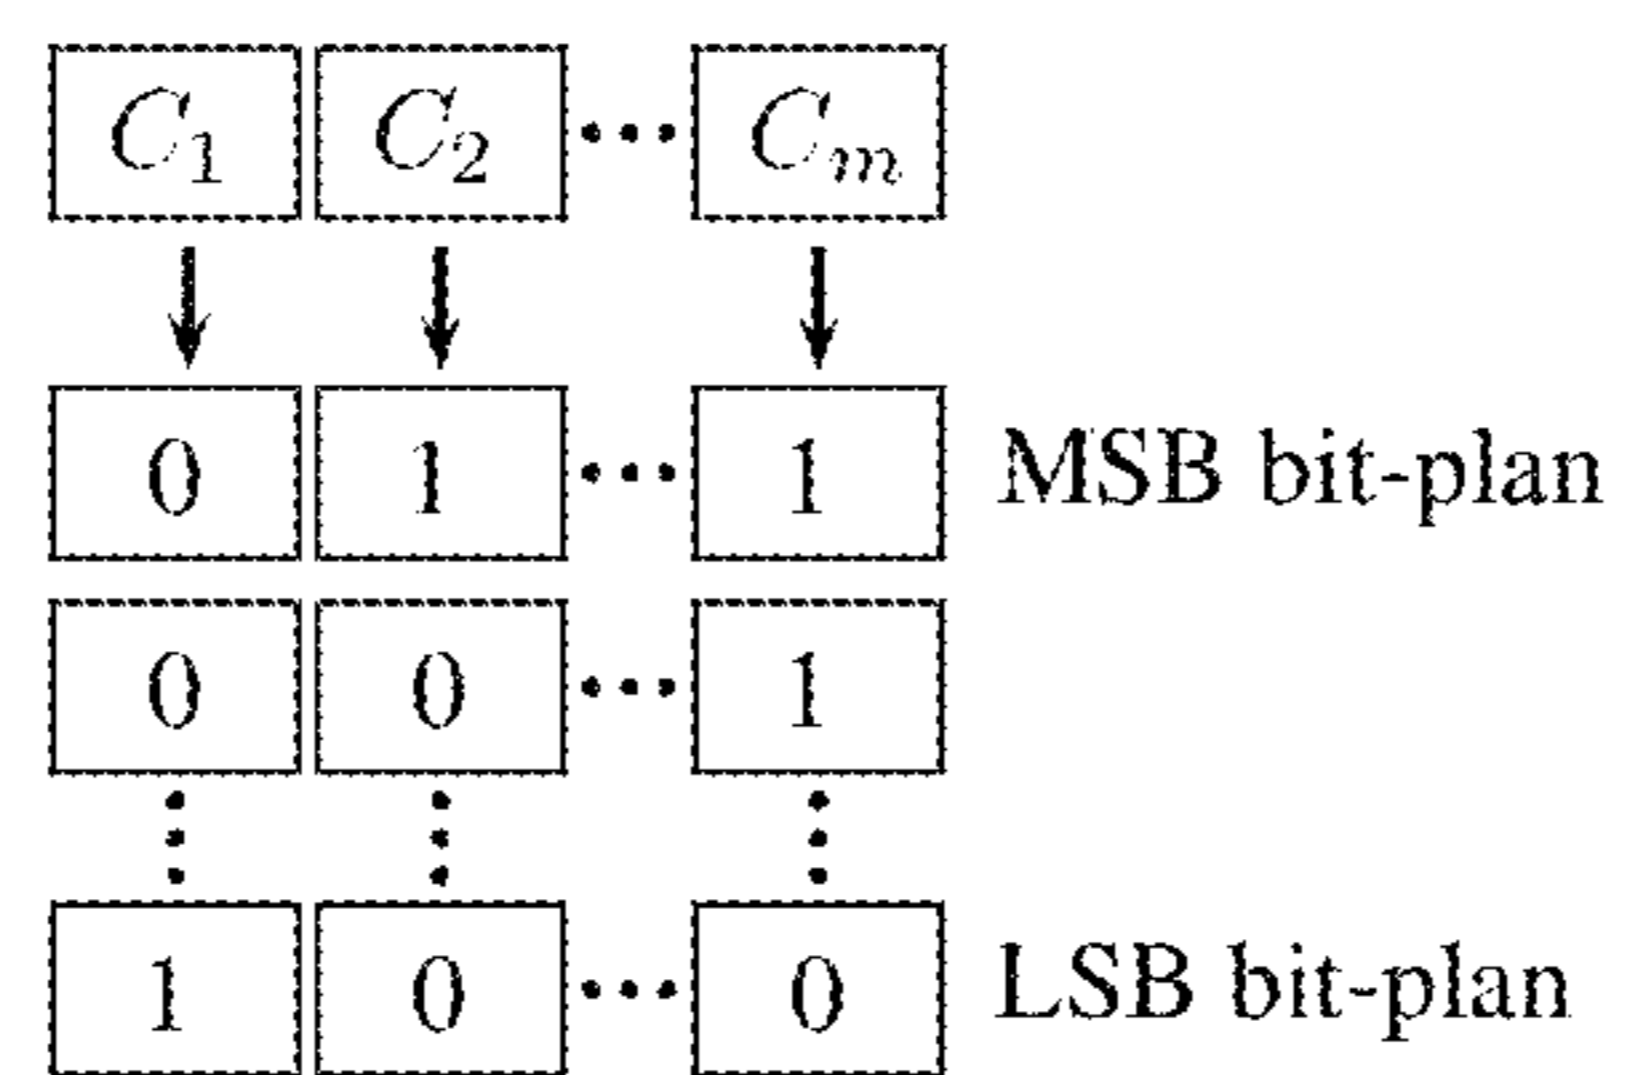 C₁ C₂ ··· Cₘ
0 1 ··· 1 MSB bit-plan
0 0 ··· 1
1 0 ··· 0 LSB bit-plan